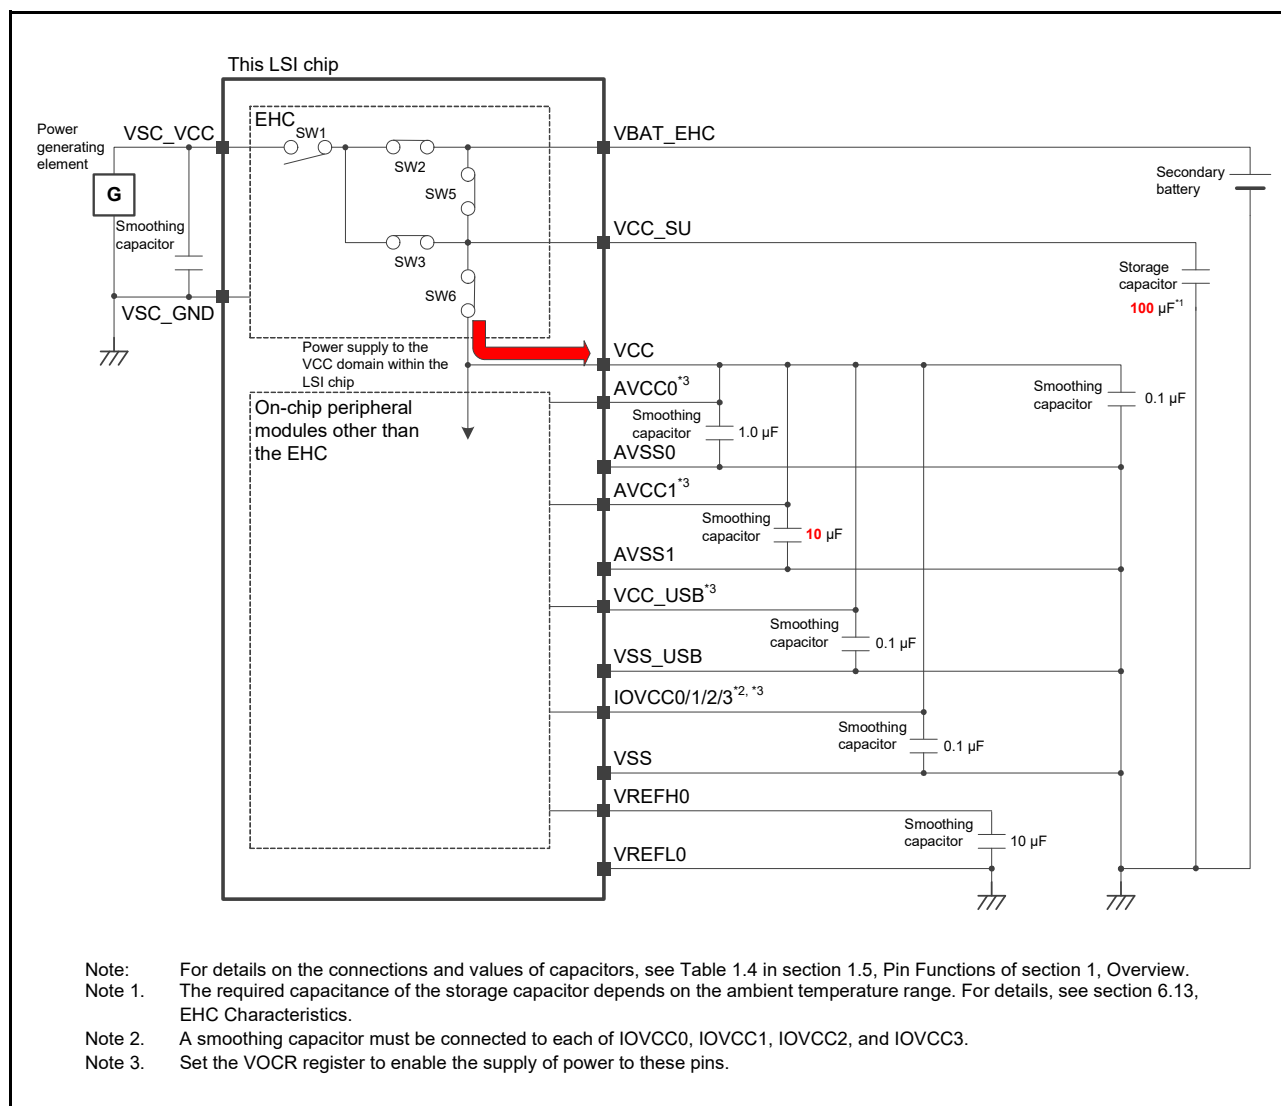 This LSI chip
EHC
Power
generating
element
VSC_VCC
SW1
SW2
VBAT_EHC
Secondary
battery
G
SW5
Smoothing
capacitor
VCC_SU
SW3
Storage
capacitor
100 µF*1
SW6
VSC_GND
Power supply to the
VCC domain within the
LSI chip
VCC
AVCC0*3
Smoothing
capacitor
0.1 µF
On-chip peripheral
modules other than
the EHC
Smoothing
capacitor
1.0 µF
AVSS0
AVCC1*3
Smoothing
capacitor
10 µF
AVSS1
VCC_USB*3
Smoothing
capacitor
0.1 µF
VSS_USB
IOVCC0/1/2/3*2, *3
Smoothing
capacitor
0.1 µF
VSS
VREFH0
Smoothing
capacitor
10 µF
VREFL0
Note: For details on the connections and values of capacitors, see Table 1.4 in section 1.5, Pin Functions of section 1, Overview.
Note 1. The required capacitance of the storage capacitor depends on the ambient temperature range. For details, see section 6.13,
EHC Characteristics.
Note 2. A smoothing capacitor must be connected to each of IOVCC0, IOVCC1, IOVCC2, and IOVCC3.
Note 3. Set the VOCR register to enable the supply of power to these pins.